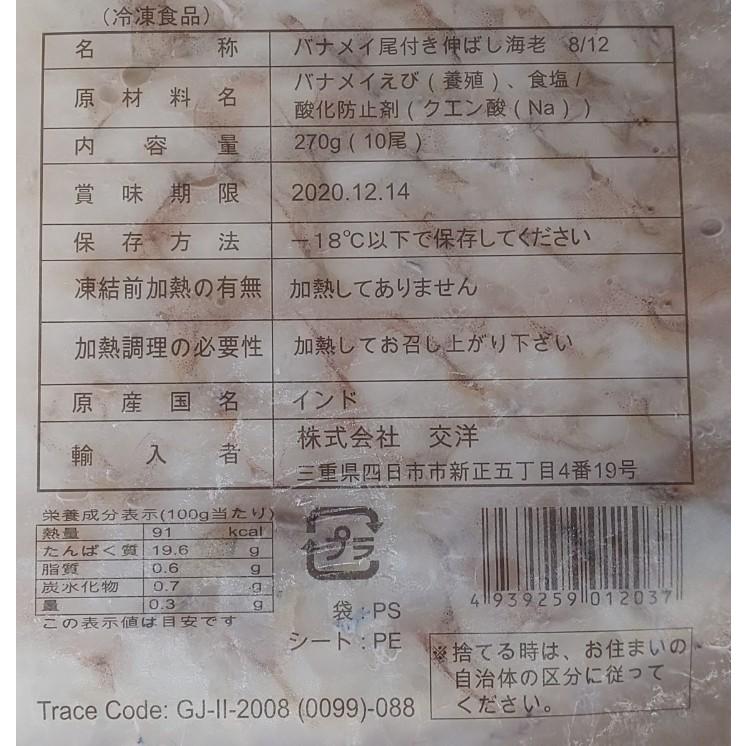 (冷凍食品)
名称 バナメイ尾付き伸ばし海老 8/12
原材料名 バナメイえび(養殖)、食塩/
酸化防止剤(クエン酸(Na))
内容量 270g(10尾)
賞味期限 2020.12.14
保存方法 －18℃以下で保存してください
凍結前加熱の有無 加熱してありません
加熱調理の必要性 加熱してお召し上がり下ざい
原産国名 インド
輸入者 株式会社 交洋
三重県四日市市新正五丁目4番19号
栄養成分表示(100g当たり)
熱量 91 kcal
たんぱく質 19.6 g
脂質 0.6 g
炭水化物 0.7 g
量 0.3 g
この表示値は目安です
プラ
袋:PS
シート:PE
4 939259 012037
※捨てる時は、お住まいの
自治体の区分に従って
ください。
Trace Code: GJ-II-2008 (0099)-088